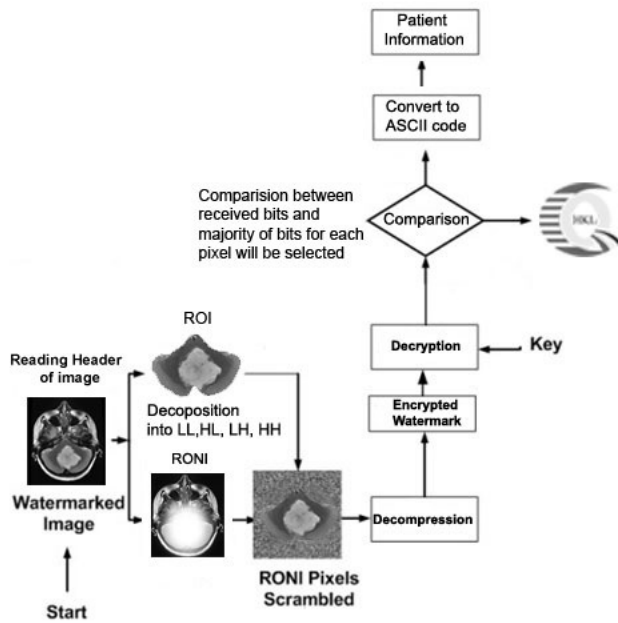 Patient
Information
Convert to
ASCII code
Comparision between
received bits and
majority of bits for each
pixel will be selected
Comparison
HKL
ROI
Reading Header
of image
Decryption
Key
Decoposition
into LL,HL, LH, HH
Encrypted
Watermark
RONI
Watermarked
Image
Decompression
RONI Pixels
Scrambled
Start